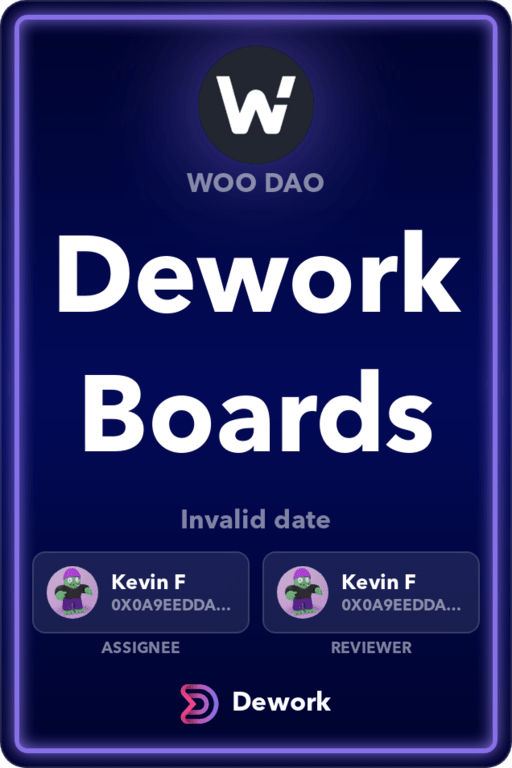 WOO DAO
Dework
Boards
Invalid date
Kevin F
0X0A9EEDDA...
ASSIGNEE
Kevin F
0X0A9EEDDA...
REVIEWER
Dework